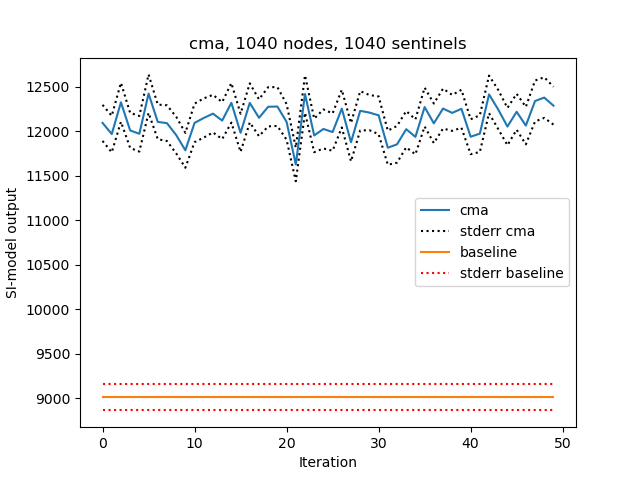 cma, 1040 nodes, 1040 sentinels
12500
12000
11500
11000
10500
10000
9500
9000
SI-model output
cma
stderr cma
baseline
stderr baseline
0
10
20
30
40
50
Iteration